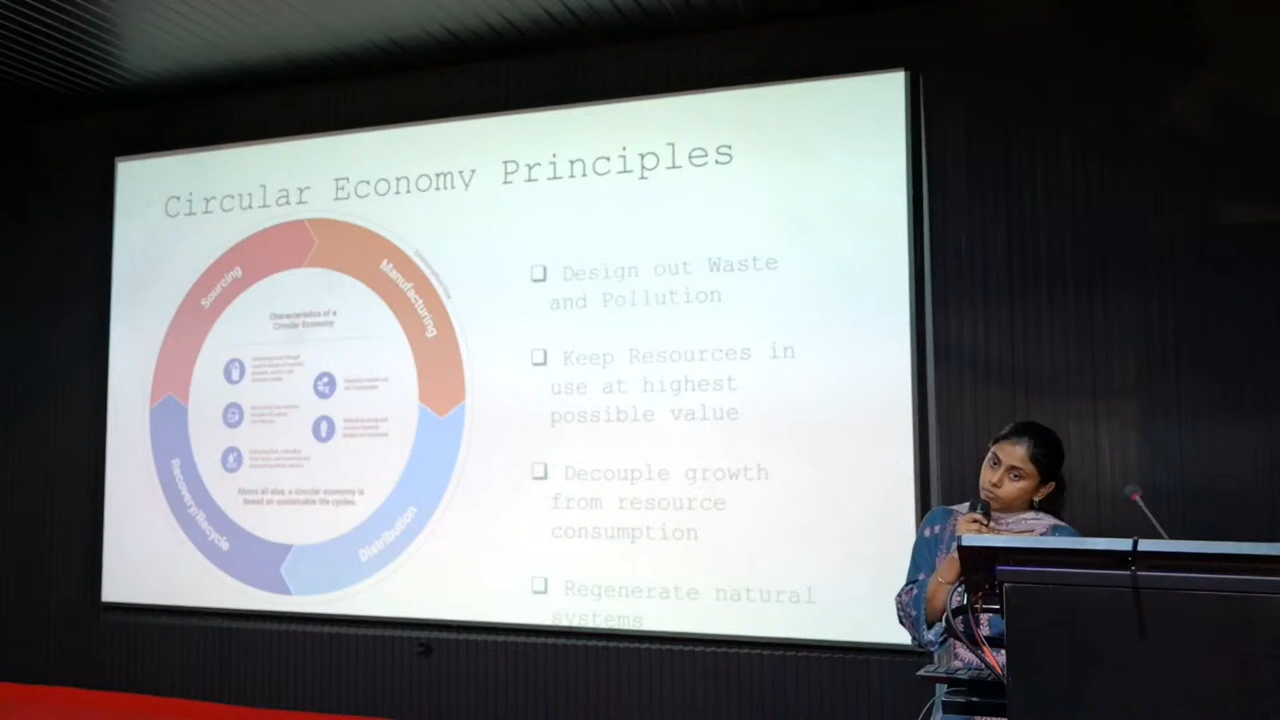 Circular Economy Principles
Sourcing
Manufacturing
Characteristics of a
Circular Economy
Above all else, a circular economy is
based on sustainable life cycles.
Recovery/Recycle
Distribution
❑ Design out Waste
and Pollution
❑ Keep Resources in
use at highest
possible value
❑ Decouple growth
from resource
consumption
❑ Regenerate natural
systems